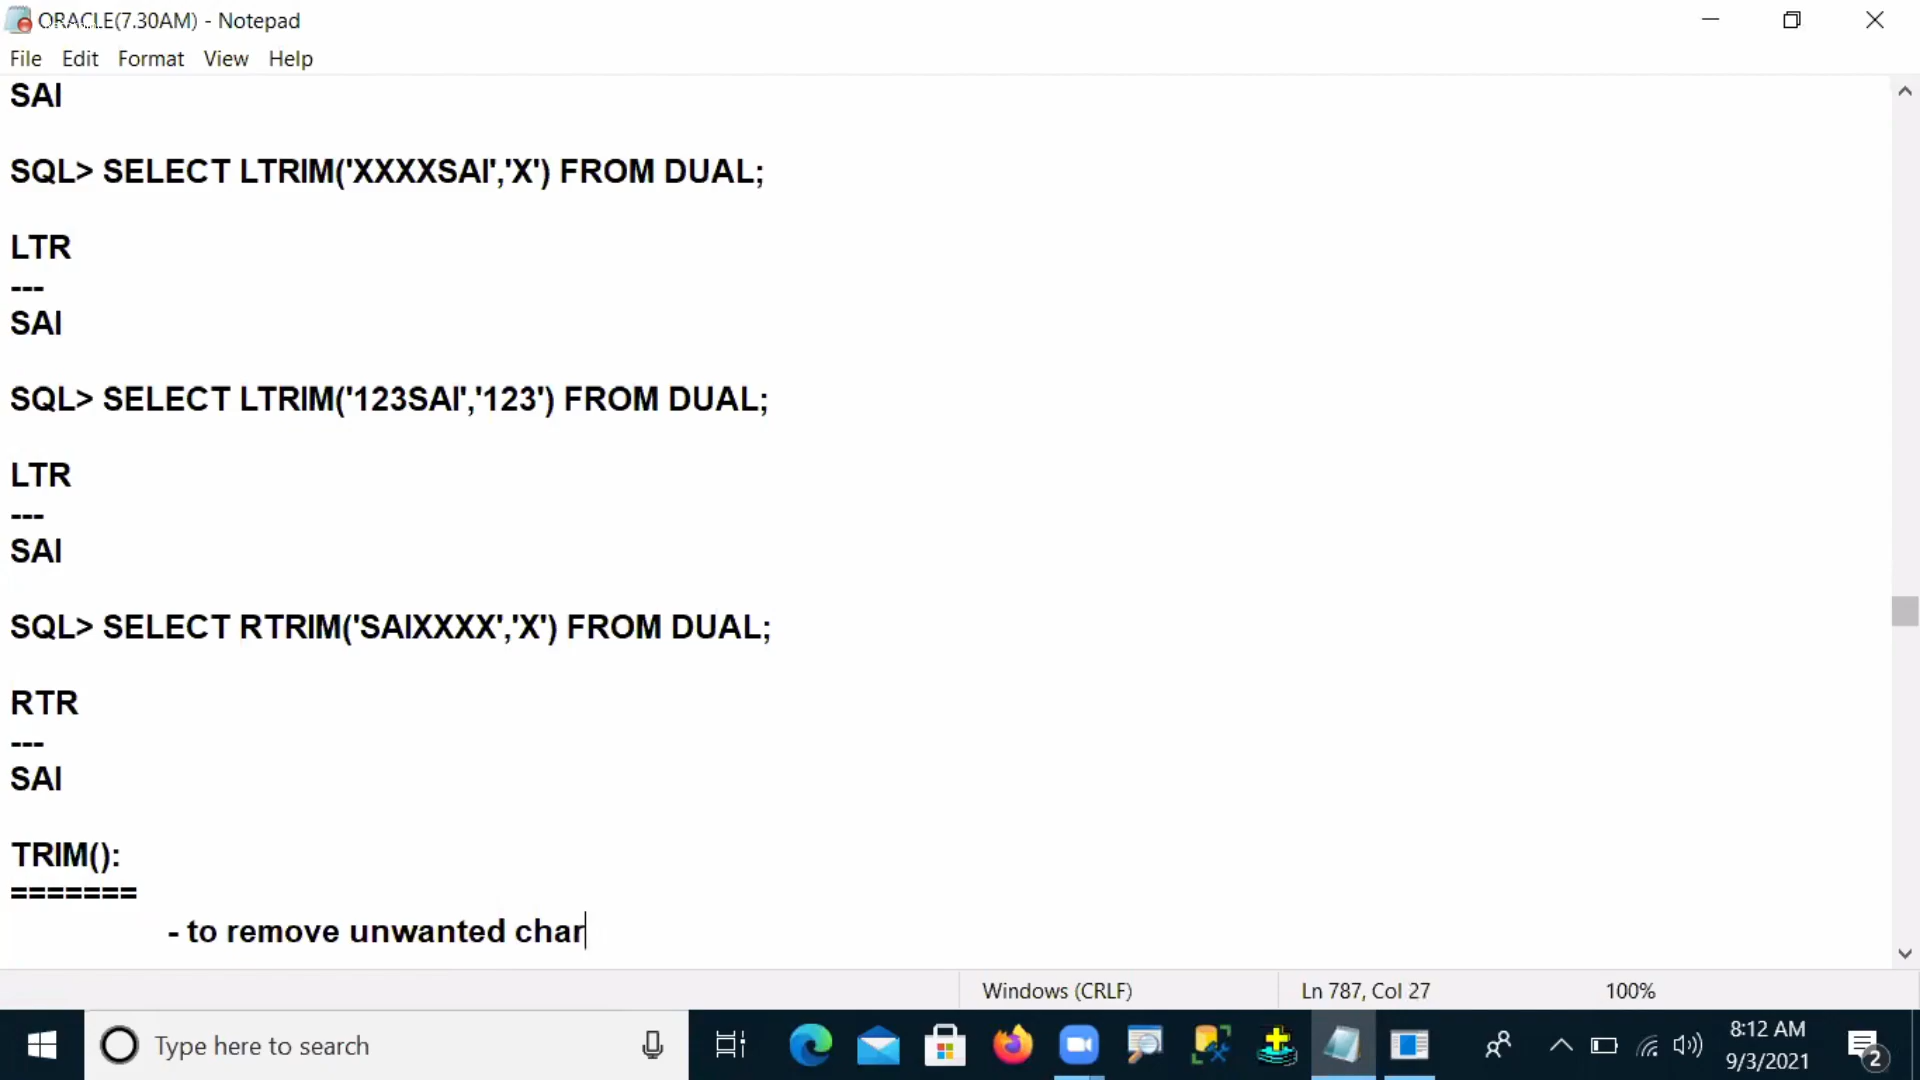 ORACLE(7.30AM) - Notepad
File Edit Format View Help
SAI
SQL> SELECT LTRIM('XXXXSAI','X') FROM DUAL;
LTR
---
SAI
SQL> SELECT LTRIM('123SAI','123') FROM DUAL;
LTR
---
SAI
SQL> SELECT RTRIM('SAIXXXX','X') FROM DUAL;
RTR
---
SAI
TRIM():
=======
- to remove unwanted char
Windows (CRLF) Ln 787, Col 27 100%
Type here to search
8:12 AM
9/3/2021
2